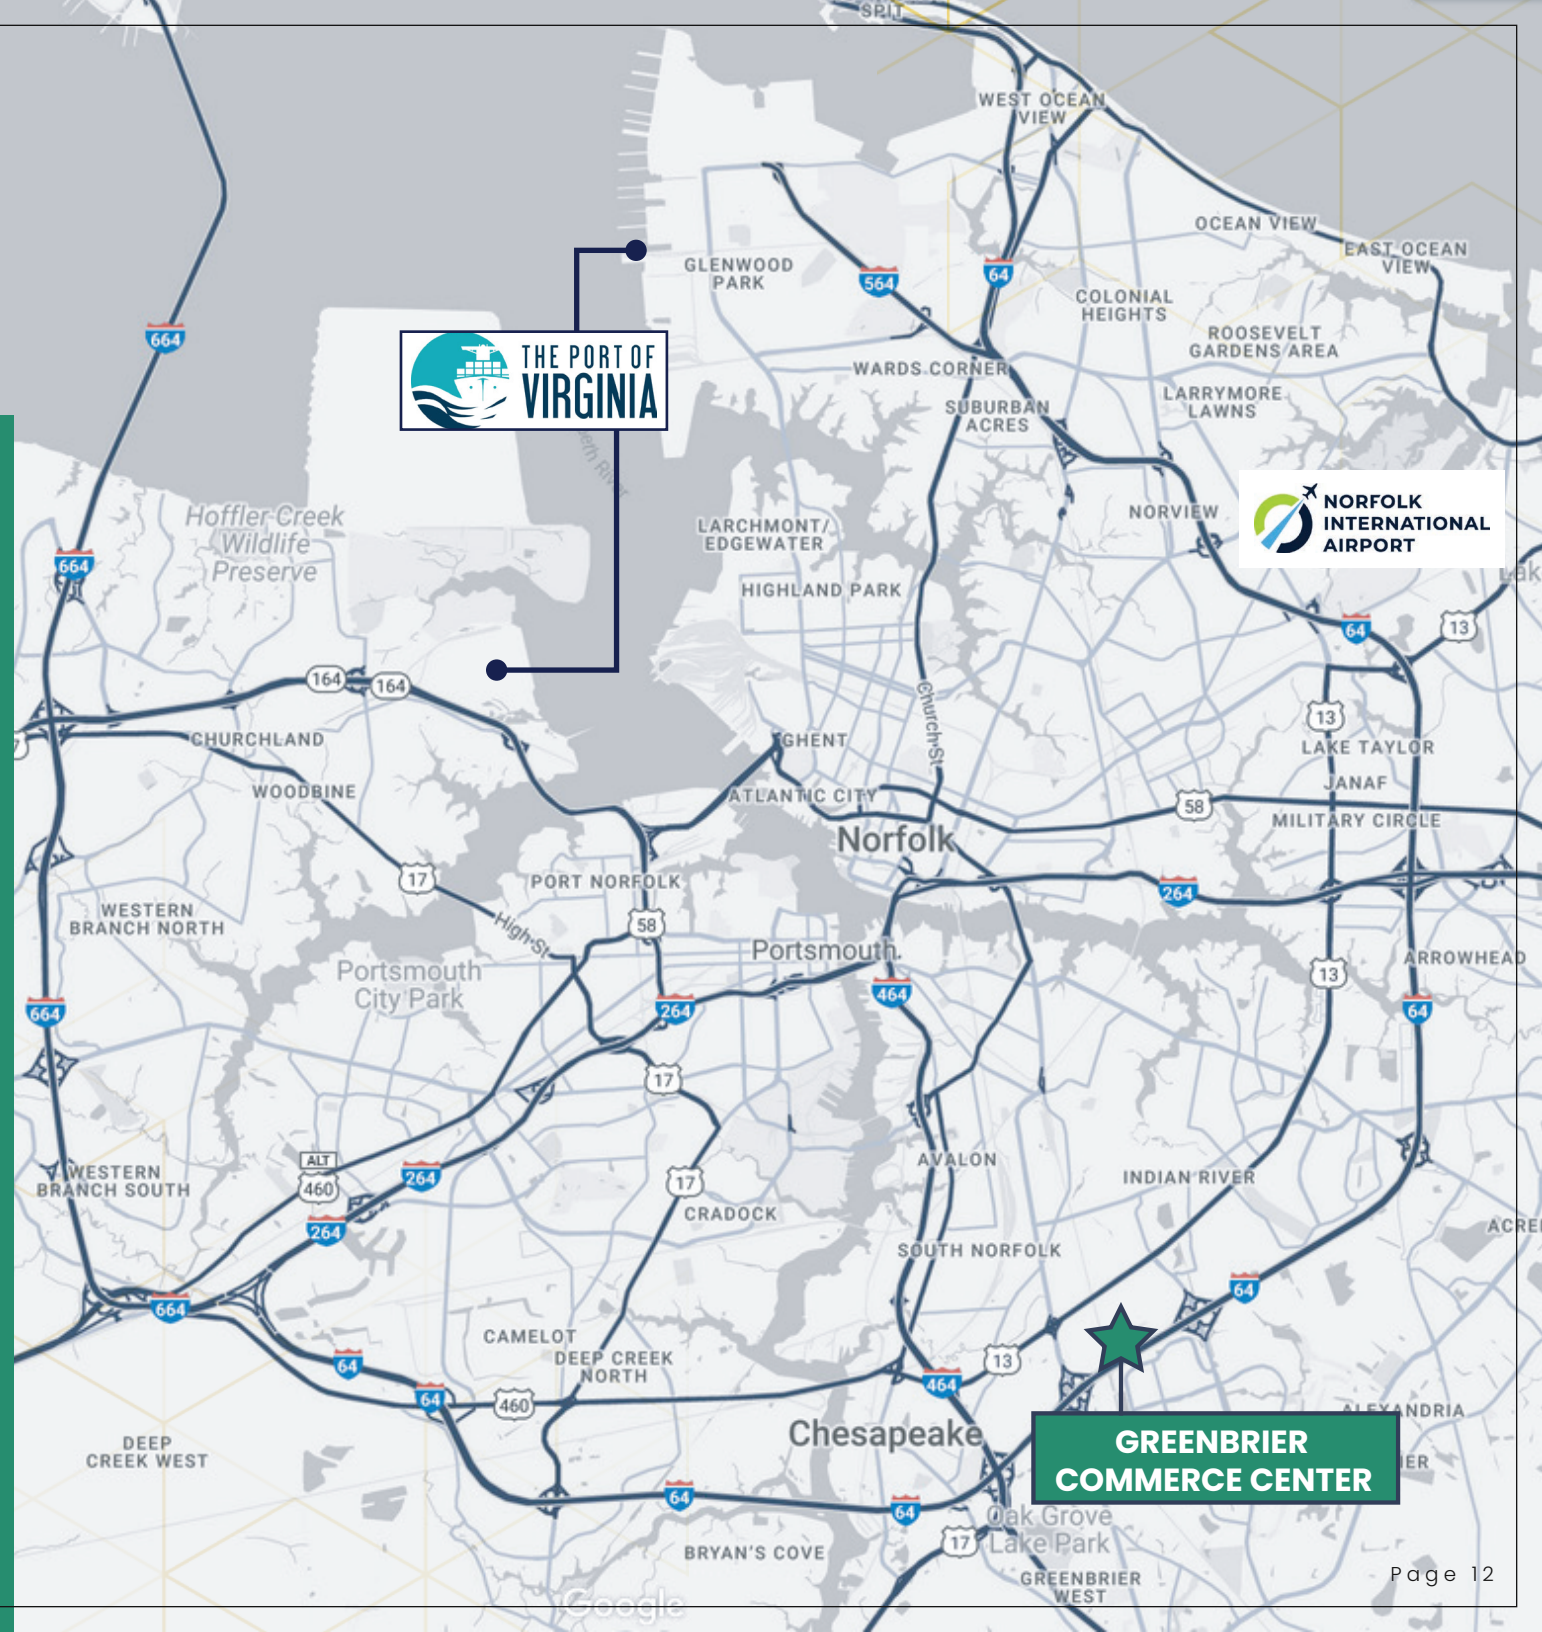 SPIT
WEST OCEAN
VIEW
OCEAN VIEW
EAST OCEAN
VIEW
GLENWOOD
PARK
564
64
COLONIAL
HEIGHTS
664
ROOSEVELT
GARDENS AREA
THE PORT OF
VIRGINIA
WARDS CORNER
LARRYMORE
LAWNS
SUBURBAN
ACRES
NORFOLK
INTERNATIONAL
AIRPORT
NORVIEW
Hoffler Creek
Wildlife
Preserve
LARCHMONT/
EDGEWATER
664
HIGHLAND PARK
64
13
164
164
Church St
13
CHURCHLAND
GHENT
LAKE TAYLOR
JANAF
WOODBINE
ATLANTIC CITY
58
MILITARY CIRCLE
Norfolk
17
PORT NORFOLK
264
WESTERN
BRANCH NORTH
High St
58
Portsmouth
ARROWHEAD
Portsmouth
City Park
13
464
664
264
64
17
ALT
460
264
17
AVALON
INDIAN RIVER
WESTERN
BRANCH SOUTH
CRADOCK
264
SOUTH NORFOLK
64
664
CAMELOT
DEEP CREEK
NORTH
64
13
464
64
460
ALEXANDRIA
Chesapeake
GREENBRIER
COMMERCE CENTER
DEEP
CREEK WEST
64
64
Oak Grove
Lake Park
17
BRYAN'S COVE
GREENBRIER
WEST
Page 12
Google